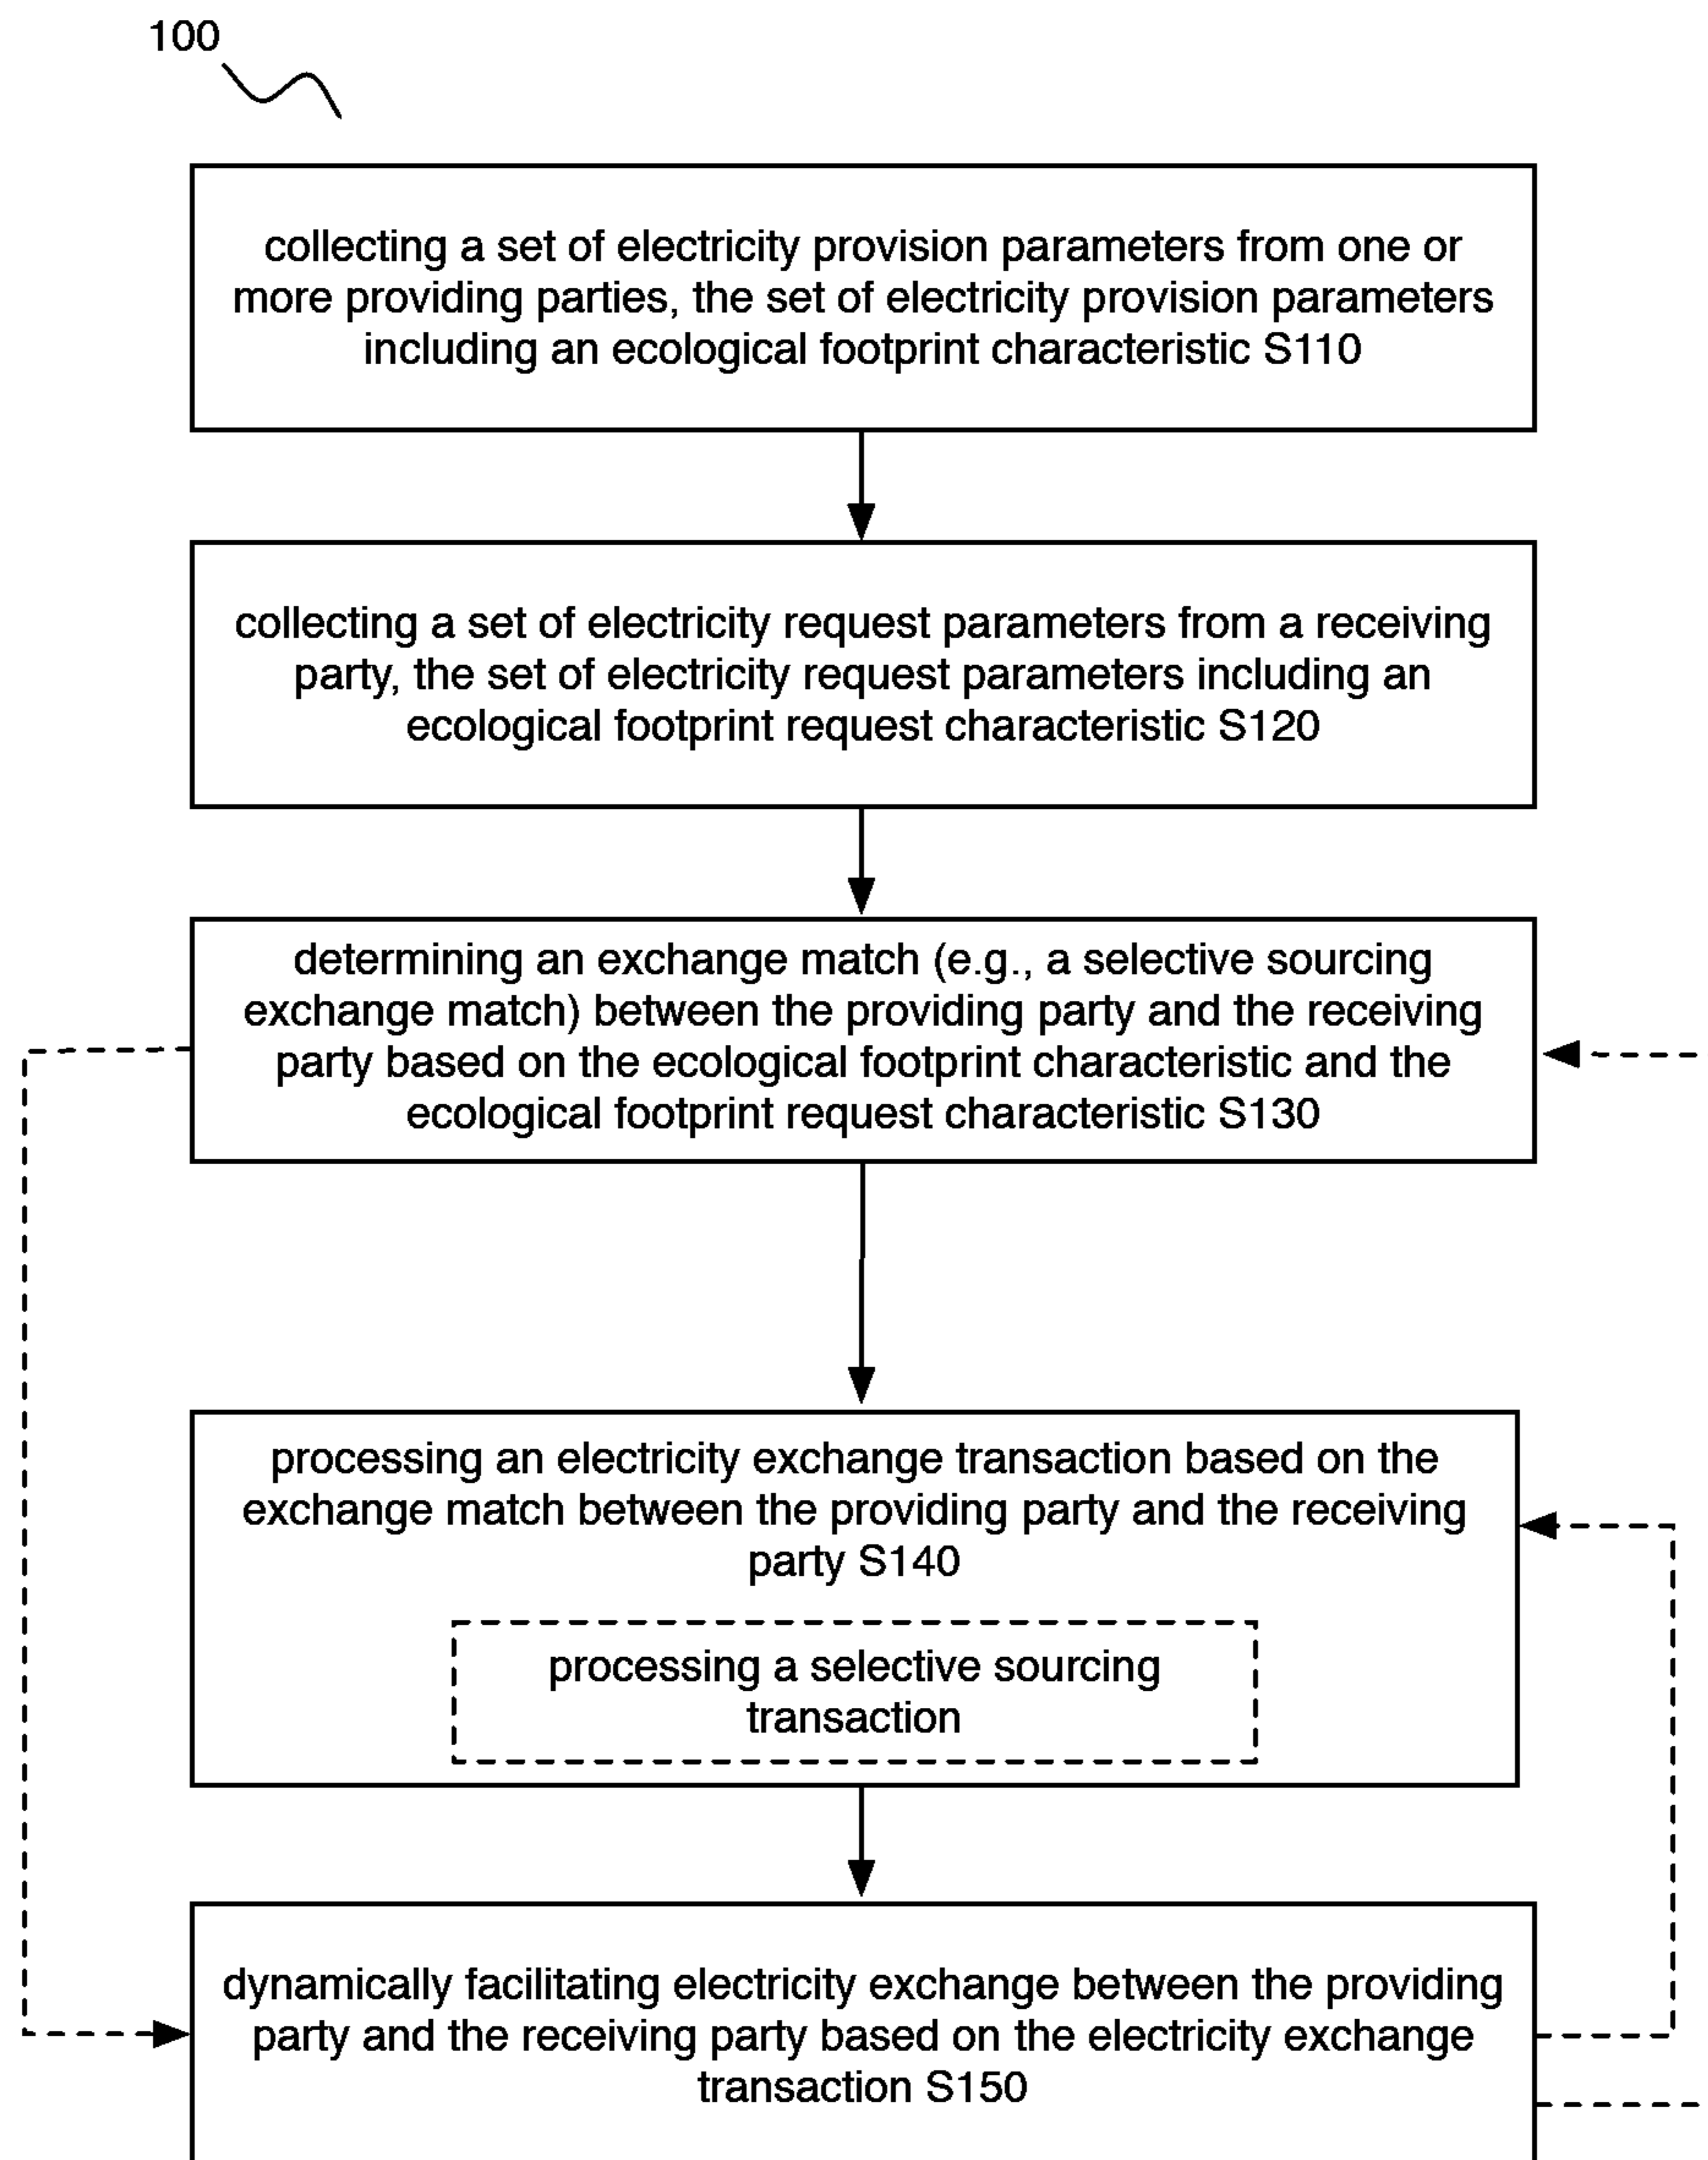 100
collecting a set of electricity provision parameters from one or
more providing parties, the set of electricity provision parameters
including an ecological footprint characteristic S110
collecting a set of electricity request parameters from a receiving
party, the set of electricity request parameters including an
ecological footprint request characteristic S120
determining an exchange match (e.g., a selective sourcing
exchange match) between the providing party and the receiving
party based on the ecological footprint characteristic and the
ecological footprint request characteristic S130
processing an electricity exchange transaction based on the
exchange match between the providing party and the receiving
party S140
processing a selective sourcing
transaction
dynamically facilitating electricity exchange between the providing
party and the receiving party based on the electricity exchange
transaction S150